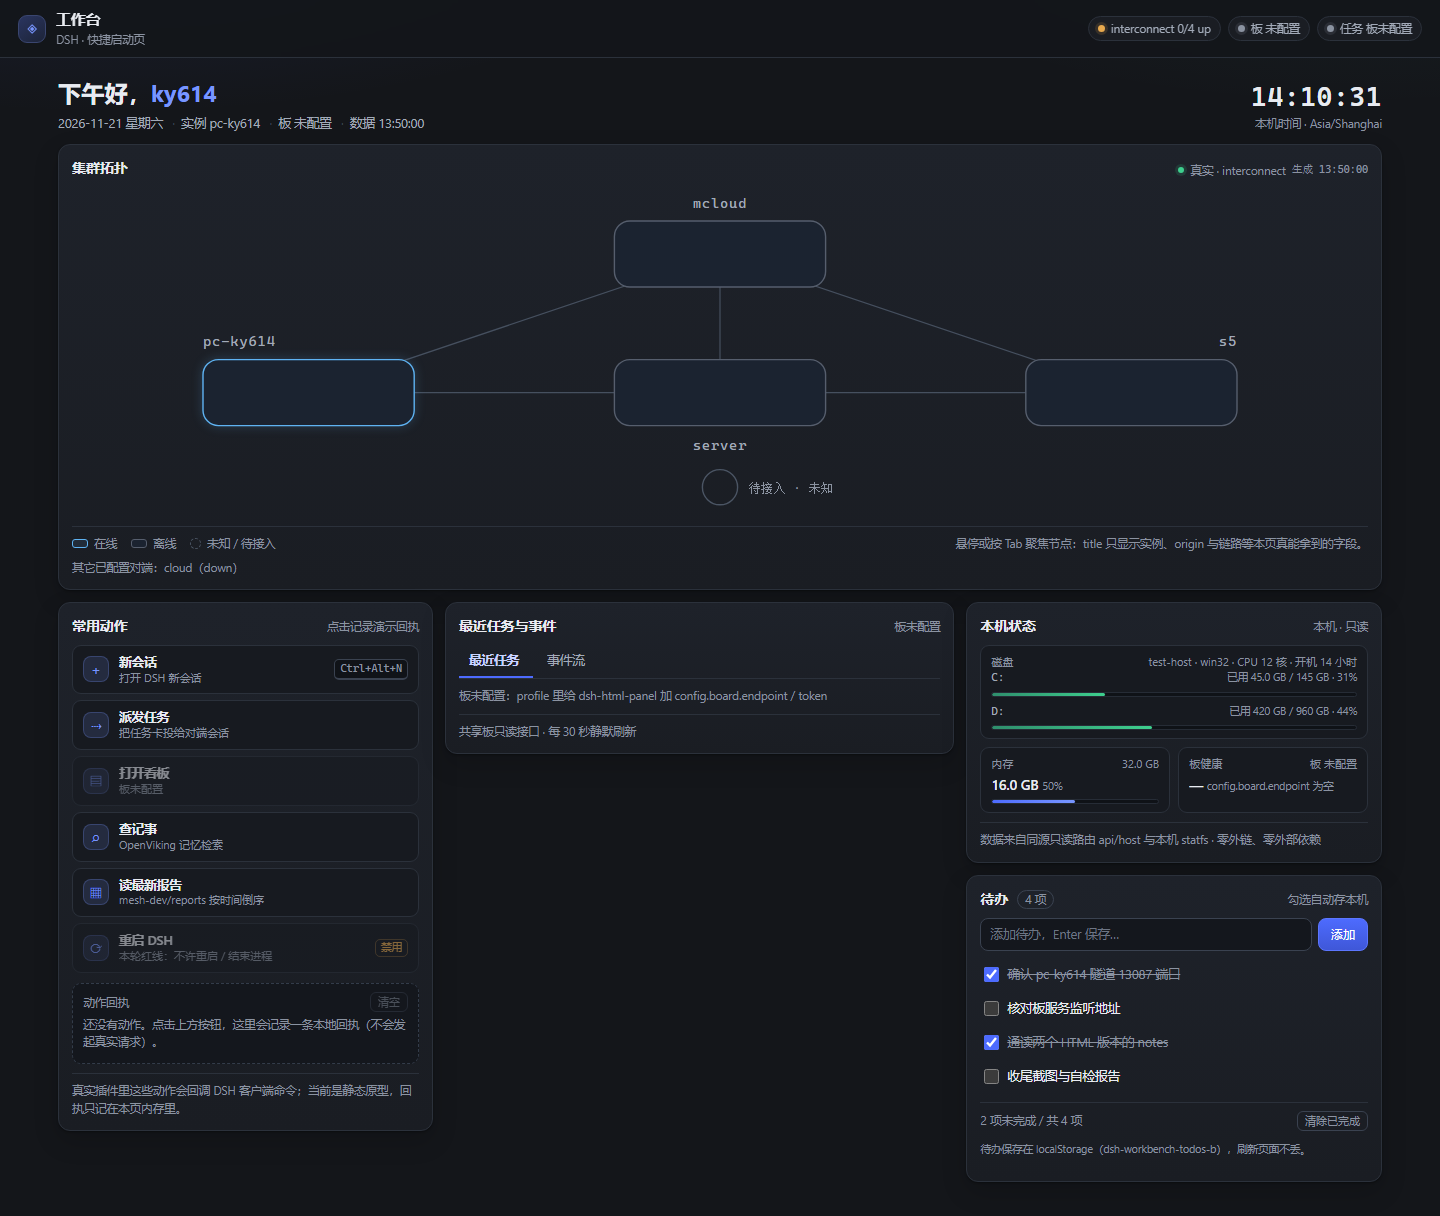 工作台
DSH · 快捷启动页
interconnect 0/4 up
板 未配置
任务 板未配置
下午好，ky614
14:10:31
2026-11-21 星期六 · 实例 pc-ky614 · 板 未配置 · 数据 13:50:00
本机时间 · Asia/Shanghai
集群拓扑
真实 · interconnect 生成 13:50:00
mcloud
pc-ky614
s5
server
待接入 · 未知
在线 离线 未知 / 待接入
悬停或按 Tab 聚焦节点：title 只显示实例、origin 与链路等本页真能拿到的字段。
其它已配置对端：cloud（down）
常用动作
点击记录演示回执
新会话
打开 DSH 新会话
Ctrl+Alt+N
派发任务
把任务卡投给对端会话
打开看板
板未配置
查记事
OpenViking 记忆检索
读最新报告
mesh-dev/reports 按时间倒序
重启 DSH
本轮红线：不许重启 / 结束进程
禁用
动作回执
清空
还没有动作。点击上方按钮，这里会记录一条本地回执（不会发
起真实请求）。
真实插件里这些动作会回调 DSH 客户端命令；当前是静态原型，回
执只记在本页内存里。
最近任务与事件
板未配置
最近任务 事件流
板未配置：profile 里给 dsh-html-panel 加 config.board.endpoint / token
共享板只读接口 · 每 30 秒静默刷新
本机状态
本机 · 只读
磁盘
test-host · win32 · CPU 12 核 · 开机 14 小时
C:
已用 45.0 GB / 145 GB · 31%
D:
已用 420 GB / 960 GB · 44%
内存
32.0 GB
16.0 GB 50%
板健康
板 未配置
— config.board.endpoint 为空
数据来自同源只读路由 api/host 与本机 statfs · 零外链、零外部依赖
待办 4 项
勾选自动存本机
添加待办，Enter 保存…
添加
确认 pc-ky614 隧道 13087 端口
核对板服务监听地址
通读两个 HTML 版本的 notes
收尾截图与自检报告
2 项未完成 / 共 4 项
清除已完成
待办保存在 localStorage（dsh-workbench-todos-b），刷新页面不丢。